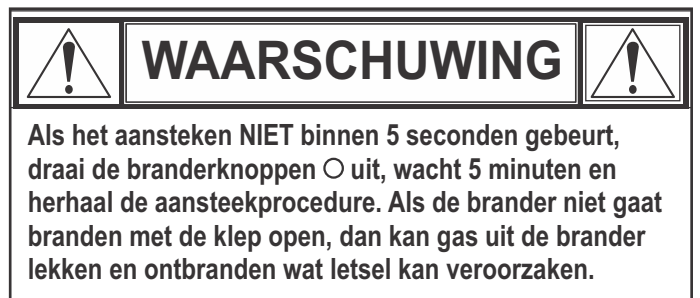 WAARSCHUWING
Als het aansteken NIET binnen 5 seconden gebeurt,
draai de branderknoppen O uit, wacht 5 minuten en
herhaal de aansteekprocedure. Als de brander niet gaat
branden met de klep open, dan kan gas uit de brander
lekken en ontbranden wat letsel kan veroorzaken.